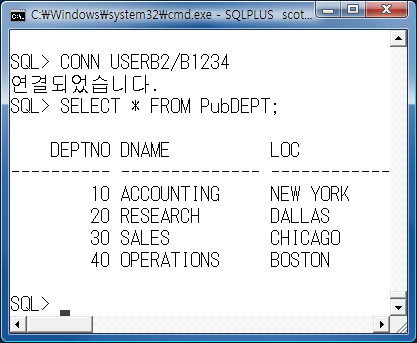 C:₩Windows₩system32₩cmd.exe - SQLPLUS scot...
SQL> CONN USERB2/B1234
연결되었습니다.
SQL> SELECT * FROM PubDEPT;
    DEPTNO DNAME          LOC
---------- -------------- -------------
        10 ACCOUNTING     NEW YORK
        20 RESEARCH       DALLAS
        30 SALES          CHICAGO
        40 OPERATIONS     BOSTON
SQL>